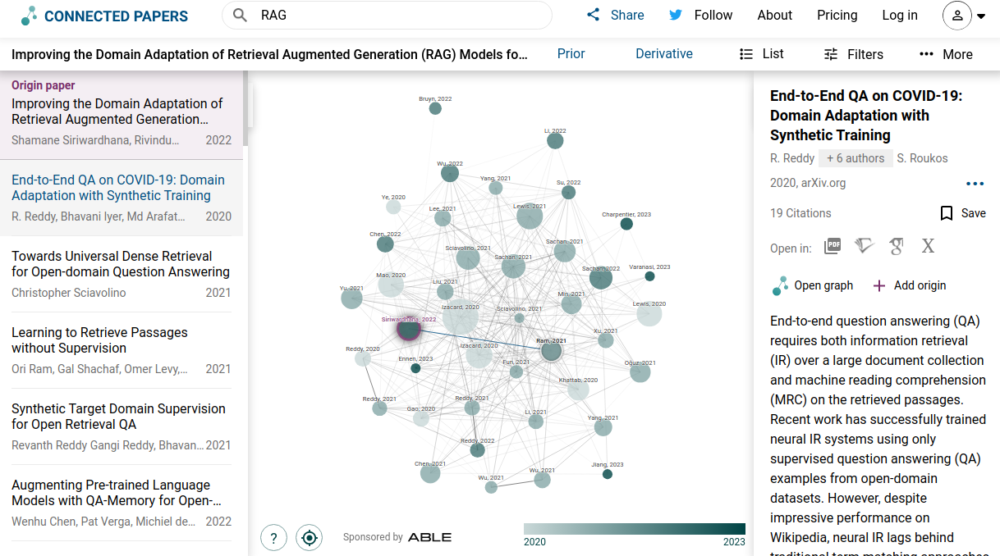 CONNECTED PAPERS
RAG
Share
Follow
About
Pricing
Log in
Improving the Domain Adaptation of Retrieval Augmented Generation (RAG) Models fo...
Prior
Derivative
List
Filters
More
Origin paper
Improving the Domain Adaptation of
Retrieval Augmented Generation...
Shamane Siriwardhana, Rivindu...
2022
End-to-End QA on COVID-19: Domain
Adaptation with Synthetic Training
R. Reddy, Bhavani Iyer, Md Arafat...
2020
Towards Universal Dense Retrieval
for Open-domain Question Answering
Christopher Sciavolino
2021
Learning to Retrieve Passages
without Supervision
Ori Ram, Gal Shachaf, Omer Levy,...
2021
Synthetic Target Domain Supervision
for Open Retrieval QA
Revanth Reddy Gangi Reddy, Bhavan...
2021
Augmenting Pre-trained Language
Models with QA-Memory for Open-...
Wenhu Chen, Pat Verga, Michiel de...
2022
Bruyn, 2022
Li, 2022
Wu, 2022
Yang, 2021
Su, 2022
Ye, 2020
Lee, 2021
Lewis, 2021
Charpentier, 2023
Chen, 2022
Sciavolino, 2021
Sachan, 2021
Sachan, 2021
Sachan, 2022
Varanasi, 2023
Mao, 2020
Liu, 2021
Yu, 2021
Min, 2021
Izacard, 2020
Sciavolino, 2021
Lewis, 2020
Siriwardhana, 2022
Xu, 2021
Ram, 2021
Izacard, 2020
Reddy, 2020
Ennen, 2023
Fun, 2021
Oguz, 2021
Khattab, 2020
Reddy, 2021
Reddy, 2021
Gao, 2020
Li, 2021
Yang, 2021
Reddy, 2022
Chen, 2021
Wu, 2021
Wu, 2021
Jiang, 2023
?
Sponsored by ABLE
2020
2023
End-to-End QA on COVID-19:
Domain Adaptation with
Synthetic Training
R. Reddy + 6 authors S. Roukos
2020, arXiv.org
19 Citations
Save
Open in:
PDF
g
X
Open graph
Add origin
End-to-end question answering (QA)
requires both information retrieval
(IR) over a large document collection
and machine reading comprehension
(MRC) on the retrieved passages.
Recent work has successfully trained
neural IR systems using only
supervised question answering (QA)
examples from open-domain
datasets. However, despite
impressive performance on
Wikipedia, neural IR lags behind
traditional term matching approaches